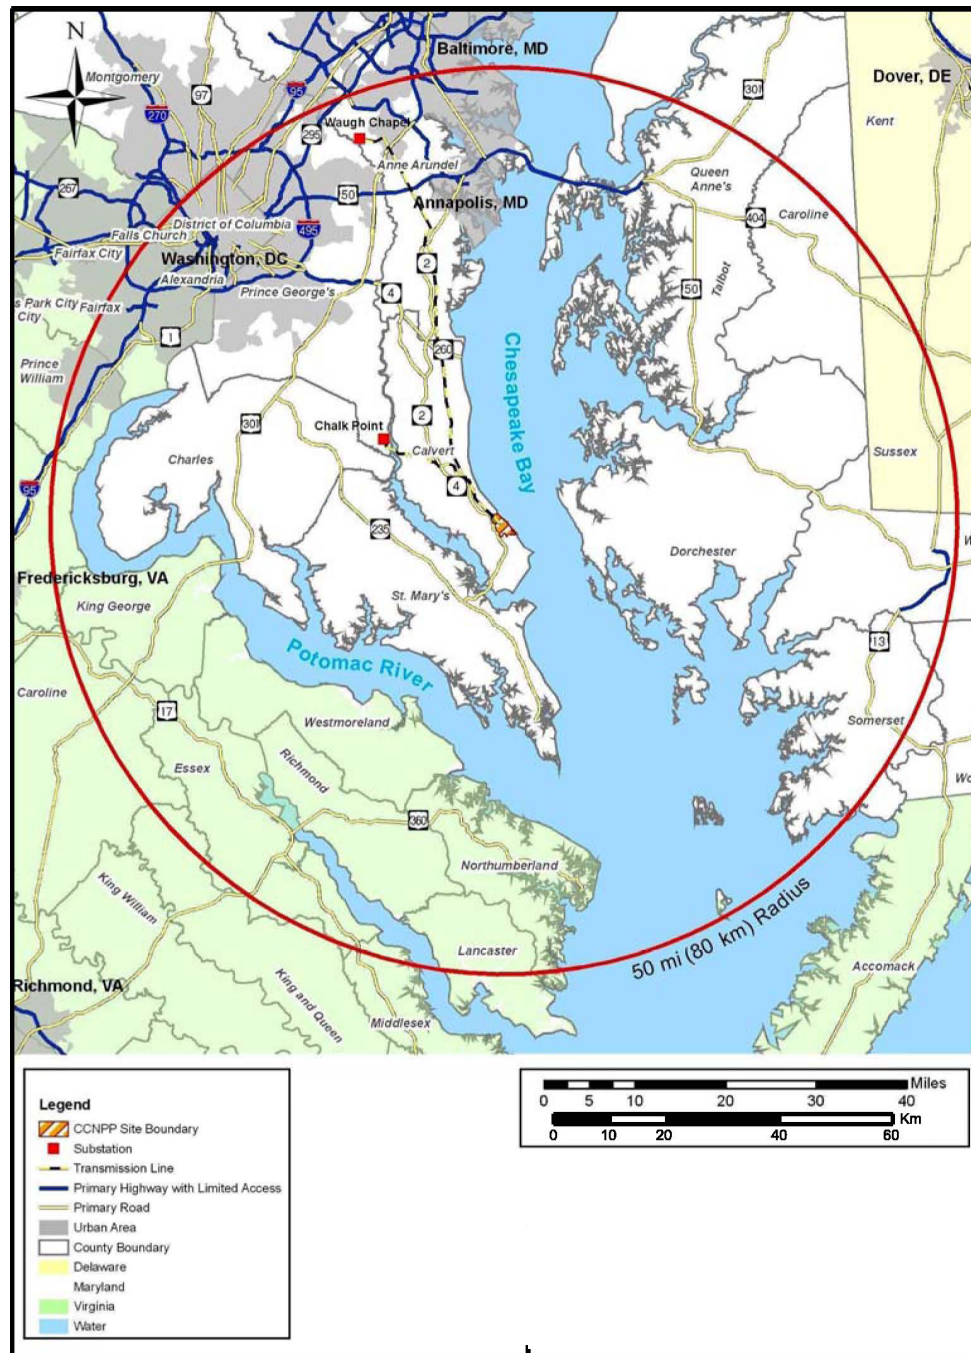 N
Baltimore, MD
Montgomery
Dover, DE
97
95
301
270
Kent
Waugh Chapel
295
Anne Arundel
Queen
Anne's
267
50
Annapolis, MD
404
Caroline
District of Columbia
Falls Church
495
Fairfax City
Washington, DC
2
Alexandria
Talbot
Prince George's
4
50
s Park City
City
Fairfax
1
260
Chesapeake Bay
Prince
William
301
2
Chalk Point
Calvert
Charles
Sussex
4
95
235
W
Dorchester
Fredericksburg, VA
King George
St. Mary's
13
Potomac River
Caroline
17
Westmoreland
Somerset
Essex
Richmond
Wo
360
Northumberland
King William
50 mi (80 km) Radius
Lancaster
Accomack
Richmond, VA
King and Queen
Middlesex
Legend
CCNPP Site Boundary
Substation
Transmission Line
Primary Highway with Limited Access
Primary Road
Urban Area
County Boundary
Delaware
Maryland
Virginia
Water
Miles
0 5 10 20 30 40
Km
0 10 20 40 60